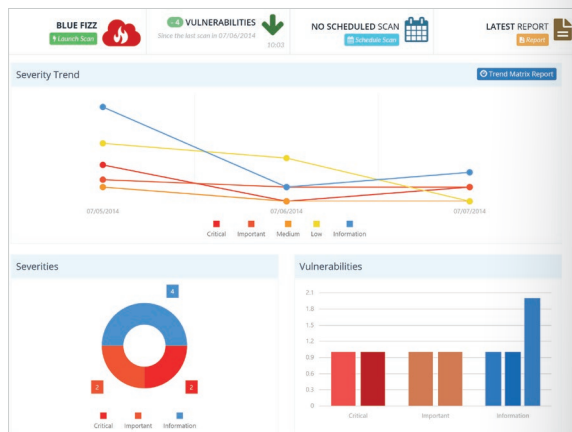 BLUE FIZZ
Launch Scan
- 4 VULNERABILITIES
Since the last scan in 07/06/2014
10:03
NO SCHEDULED SCAN
Schedule Scan
LATEST REPORT
Report
Severity Trend
Trend Matrix Report
07/05/2014 07/06/2014 07/07/2014
Critical Important Medium Low Information
Severities
4
2 2
Critical Important Information
Vulnerabilities
2.1
1.8
1.5
1.2
0.9
0.6
0.3
0
Critical Important Information